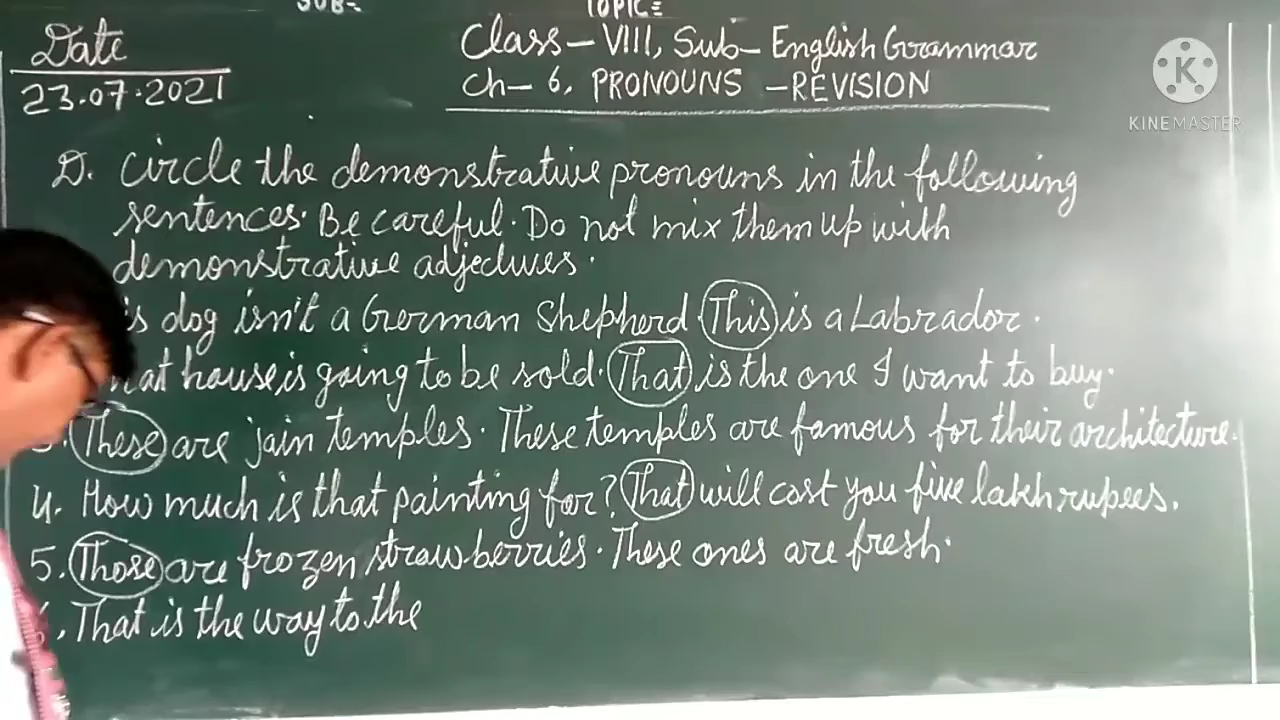 SUB-
TOPIC=
Date
23.07.2021
Class-VIII, Sub- English Grammar
Ch- 6. PRONOUNS -REVISION
KINEMASTER
D. Circle the demonstrative pronouns in the following
sentences. Be careful. Do not mix them up with
demonstrative adjectives.
is dog isn't a German Shepherd. This is a Labrador.
hat house is going to be sold. That is the one I want to buy.
3. These are jain temples. These temples are famous for their architecture.
4. How much is that painting for? That will cost you five lakh rupees.
5. Those are frozen strawberries. These ones are fresh.
6. That is the way to the